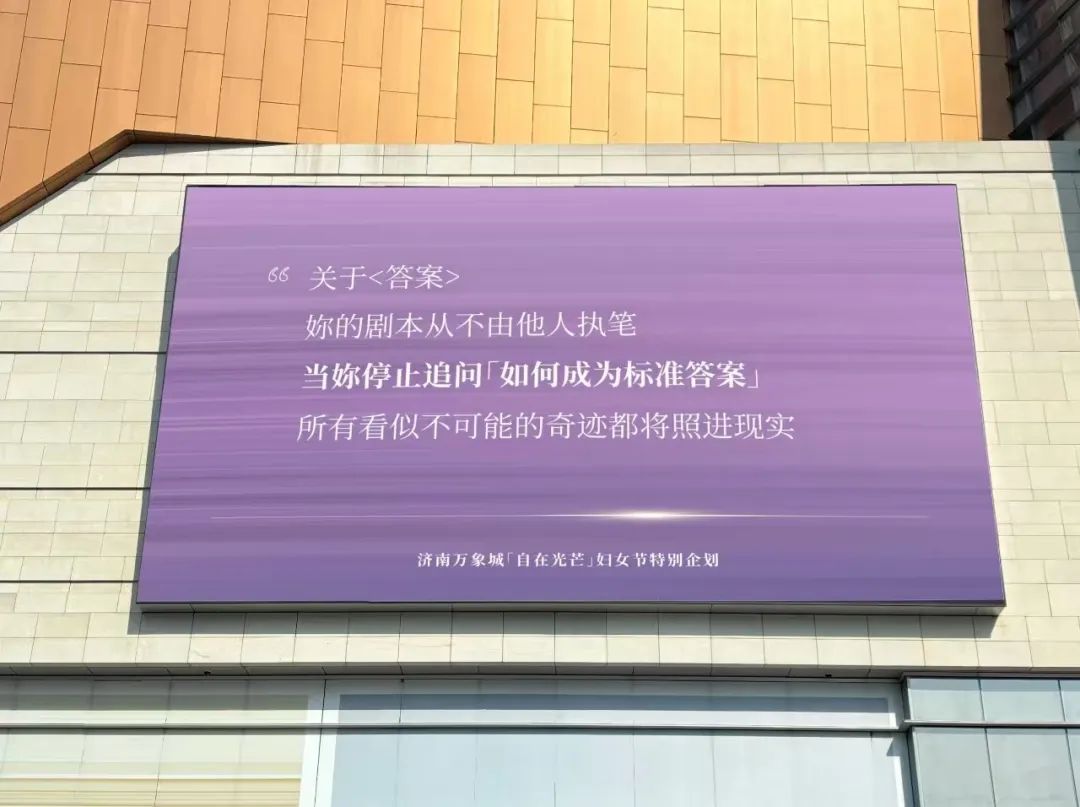 “ 关于<答案>
妳的剧本从不由他人执笔
当妳停止追问「如何成为标准答案」
所有看似不可能的奇迹都将照进现实
济南万象城「自在光芒」妇女节特别企划